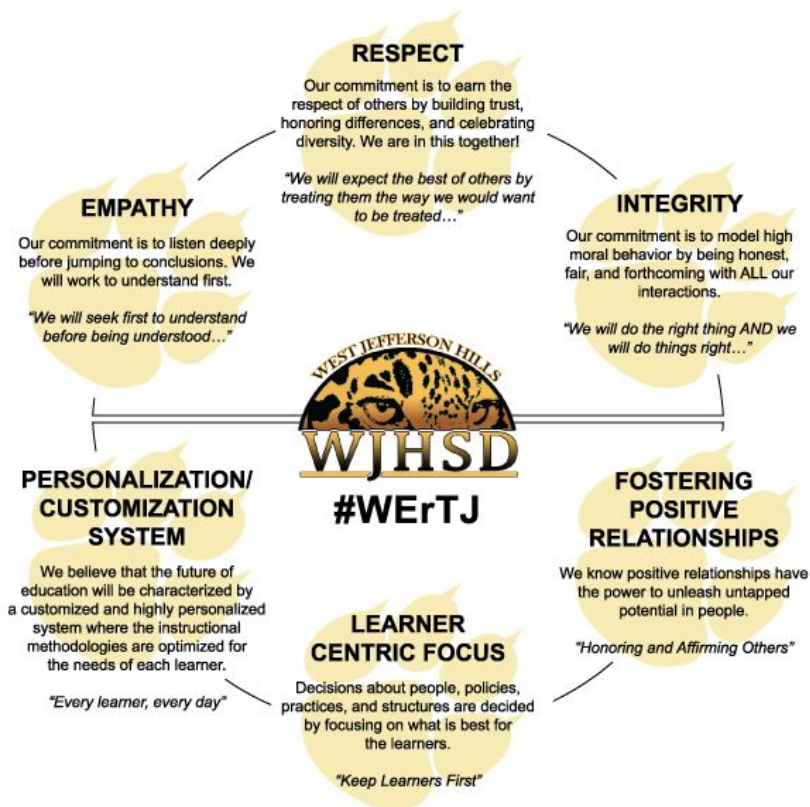 RESPECT
Our commitment is to earn the
respect of others by building trust,
honoring differences, and celebrating
diversity. We are in this together!
"We will expect the best of others by
treating them the way we would want
to be treated…"
EMPATHY
Our commitment is to listen deeply
before jumping to conclusions. We
will work to understand first.
"We will seek first to understand
before being understood…"
INTEGRITY
Our commitment is to model high
moral behavior by being honest,
fair, and forthcoming with ALL our
interactions.
"We will do the right thing AND we
will do things right…"
WEST JEFFERSON HILLS
WJHSD
#WErTJ
PERSONALIZATION/
CUSTOMIZATION
SYSTEM
We believe that the future of
education will be characterized by
a customized and highly personalized
system where the instructional
methodologies are optimized for
the needs of each learner.
"Every learner, every day"
LEARNER
CENTRIC FOCUS
Decisions about people, policies,
practices, and structures are decided
by focusing on what is best for
the learners.
"Keep Learners First"
FOSTERING
POSITIVE
RELATIONSHIPS
We know positive relationships have
the power to unleash untapped
potential in people.
"Honoring and Affirming Others"